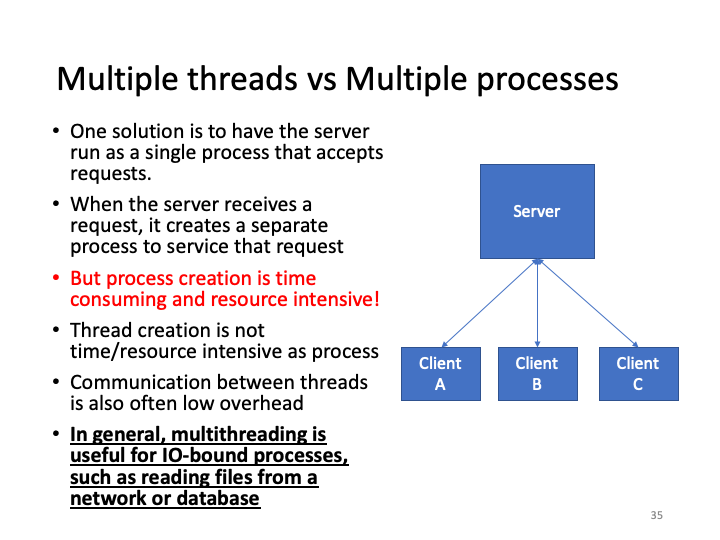 Multiple threads vs Multiple processes
• One solution is to have the server
run as a single process that accepts
requests.
• When the server receives a
request, it creates a separate
process to service that request
• But process creation is time
consuming and resource intensive!
• Thread creation is not
time/resource intensive as process
• Communication between threads
is also often low overhead
• In general, multithreading is
useful for IO-bound processes,
such as reading files from a
network or database
Server
Client
A
Client
B
Client
C
35